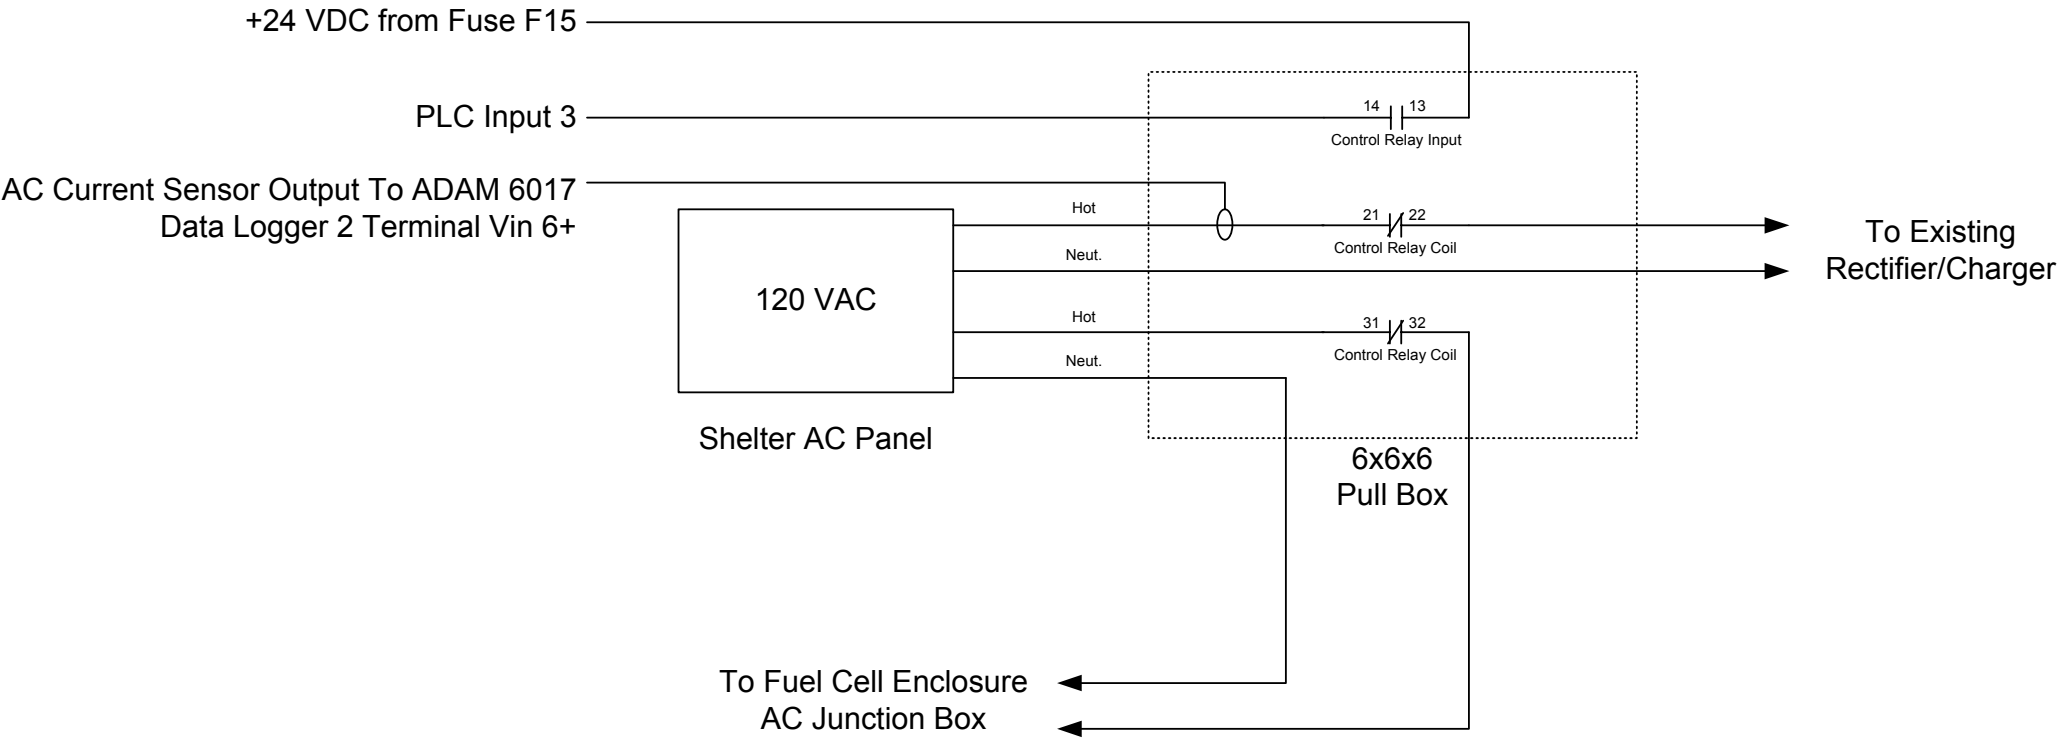 +24 VDC from Fuse F15
PLC Input 3
14 13
Control Relay Input
AC Current Sensor Output To ADAM 6017
Data Logger 2 Terminal Vin 6+
Hot
21 22
Control Relay Coil
To Existing
Rectifier/Charger
Neut.
120 VAC
Hot
31 32
Control Relay Coil
Neut.
Shelter AC Panel
6x6x6
Pull Box
To Fuel Cell Enclosure
AC Junction Box